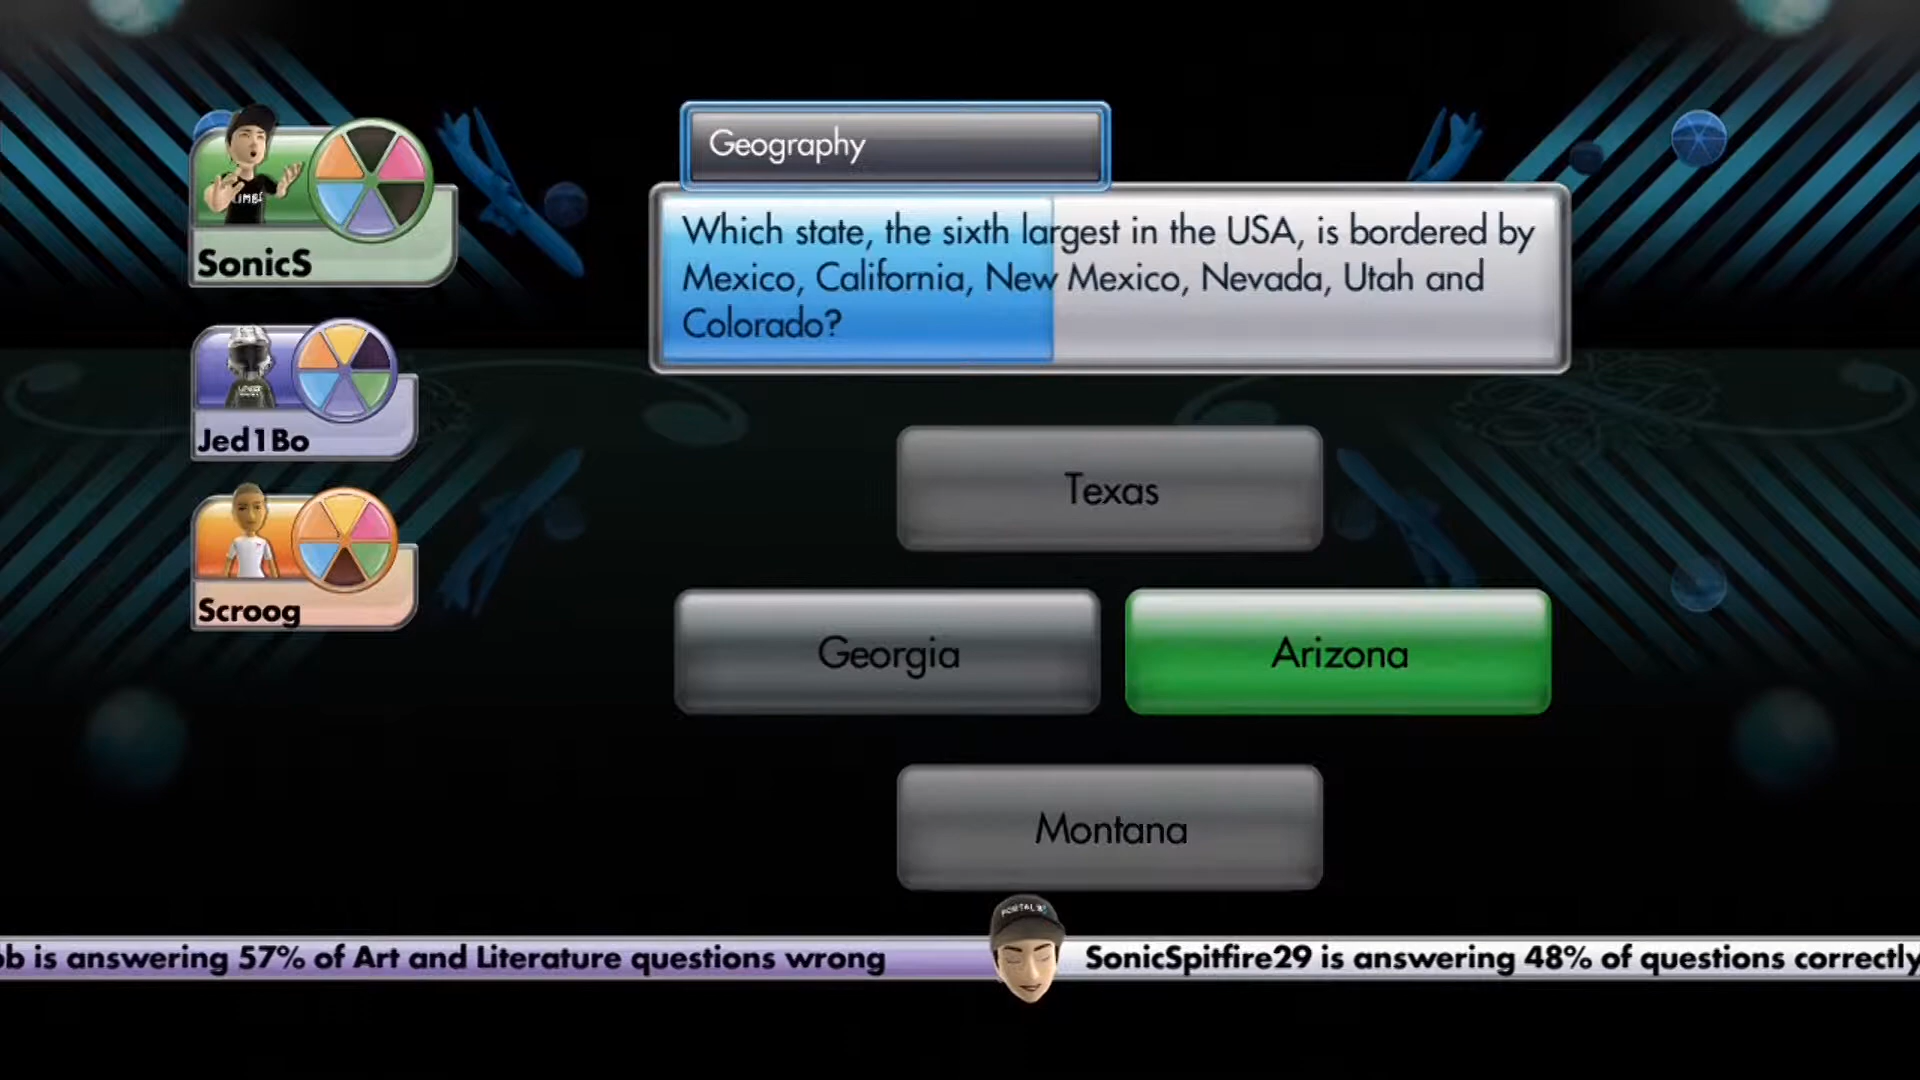 Geography
Which state, the sixth largest in the USA, is bordered by
Mexico, California, New Mexico, Nevada, Utah and
Colorado?
SonicS
Jed1Bo
Scroog
Texas
Georgia
Arizona
Montana
bb is answering 57% of Art and Literature questions wrong
SonicSpitfire29 is answering 48% of questions correctly